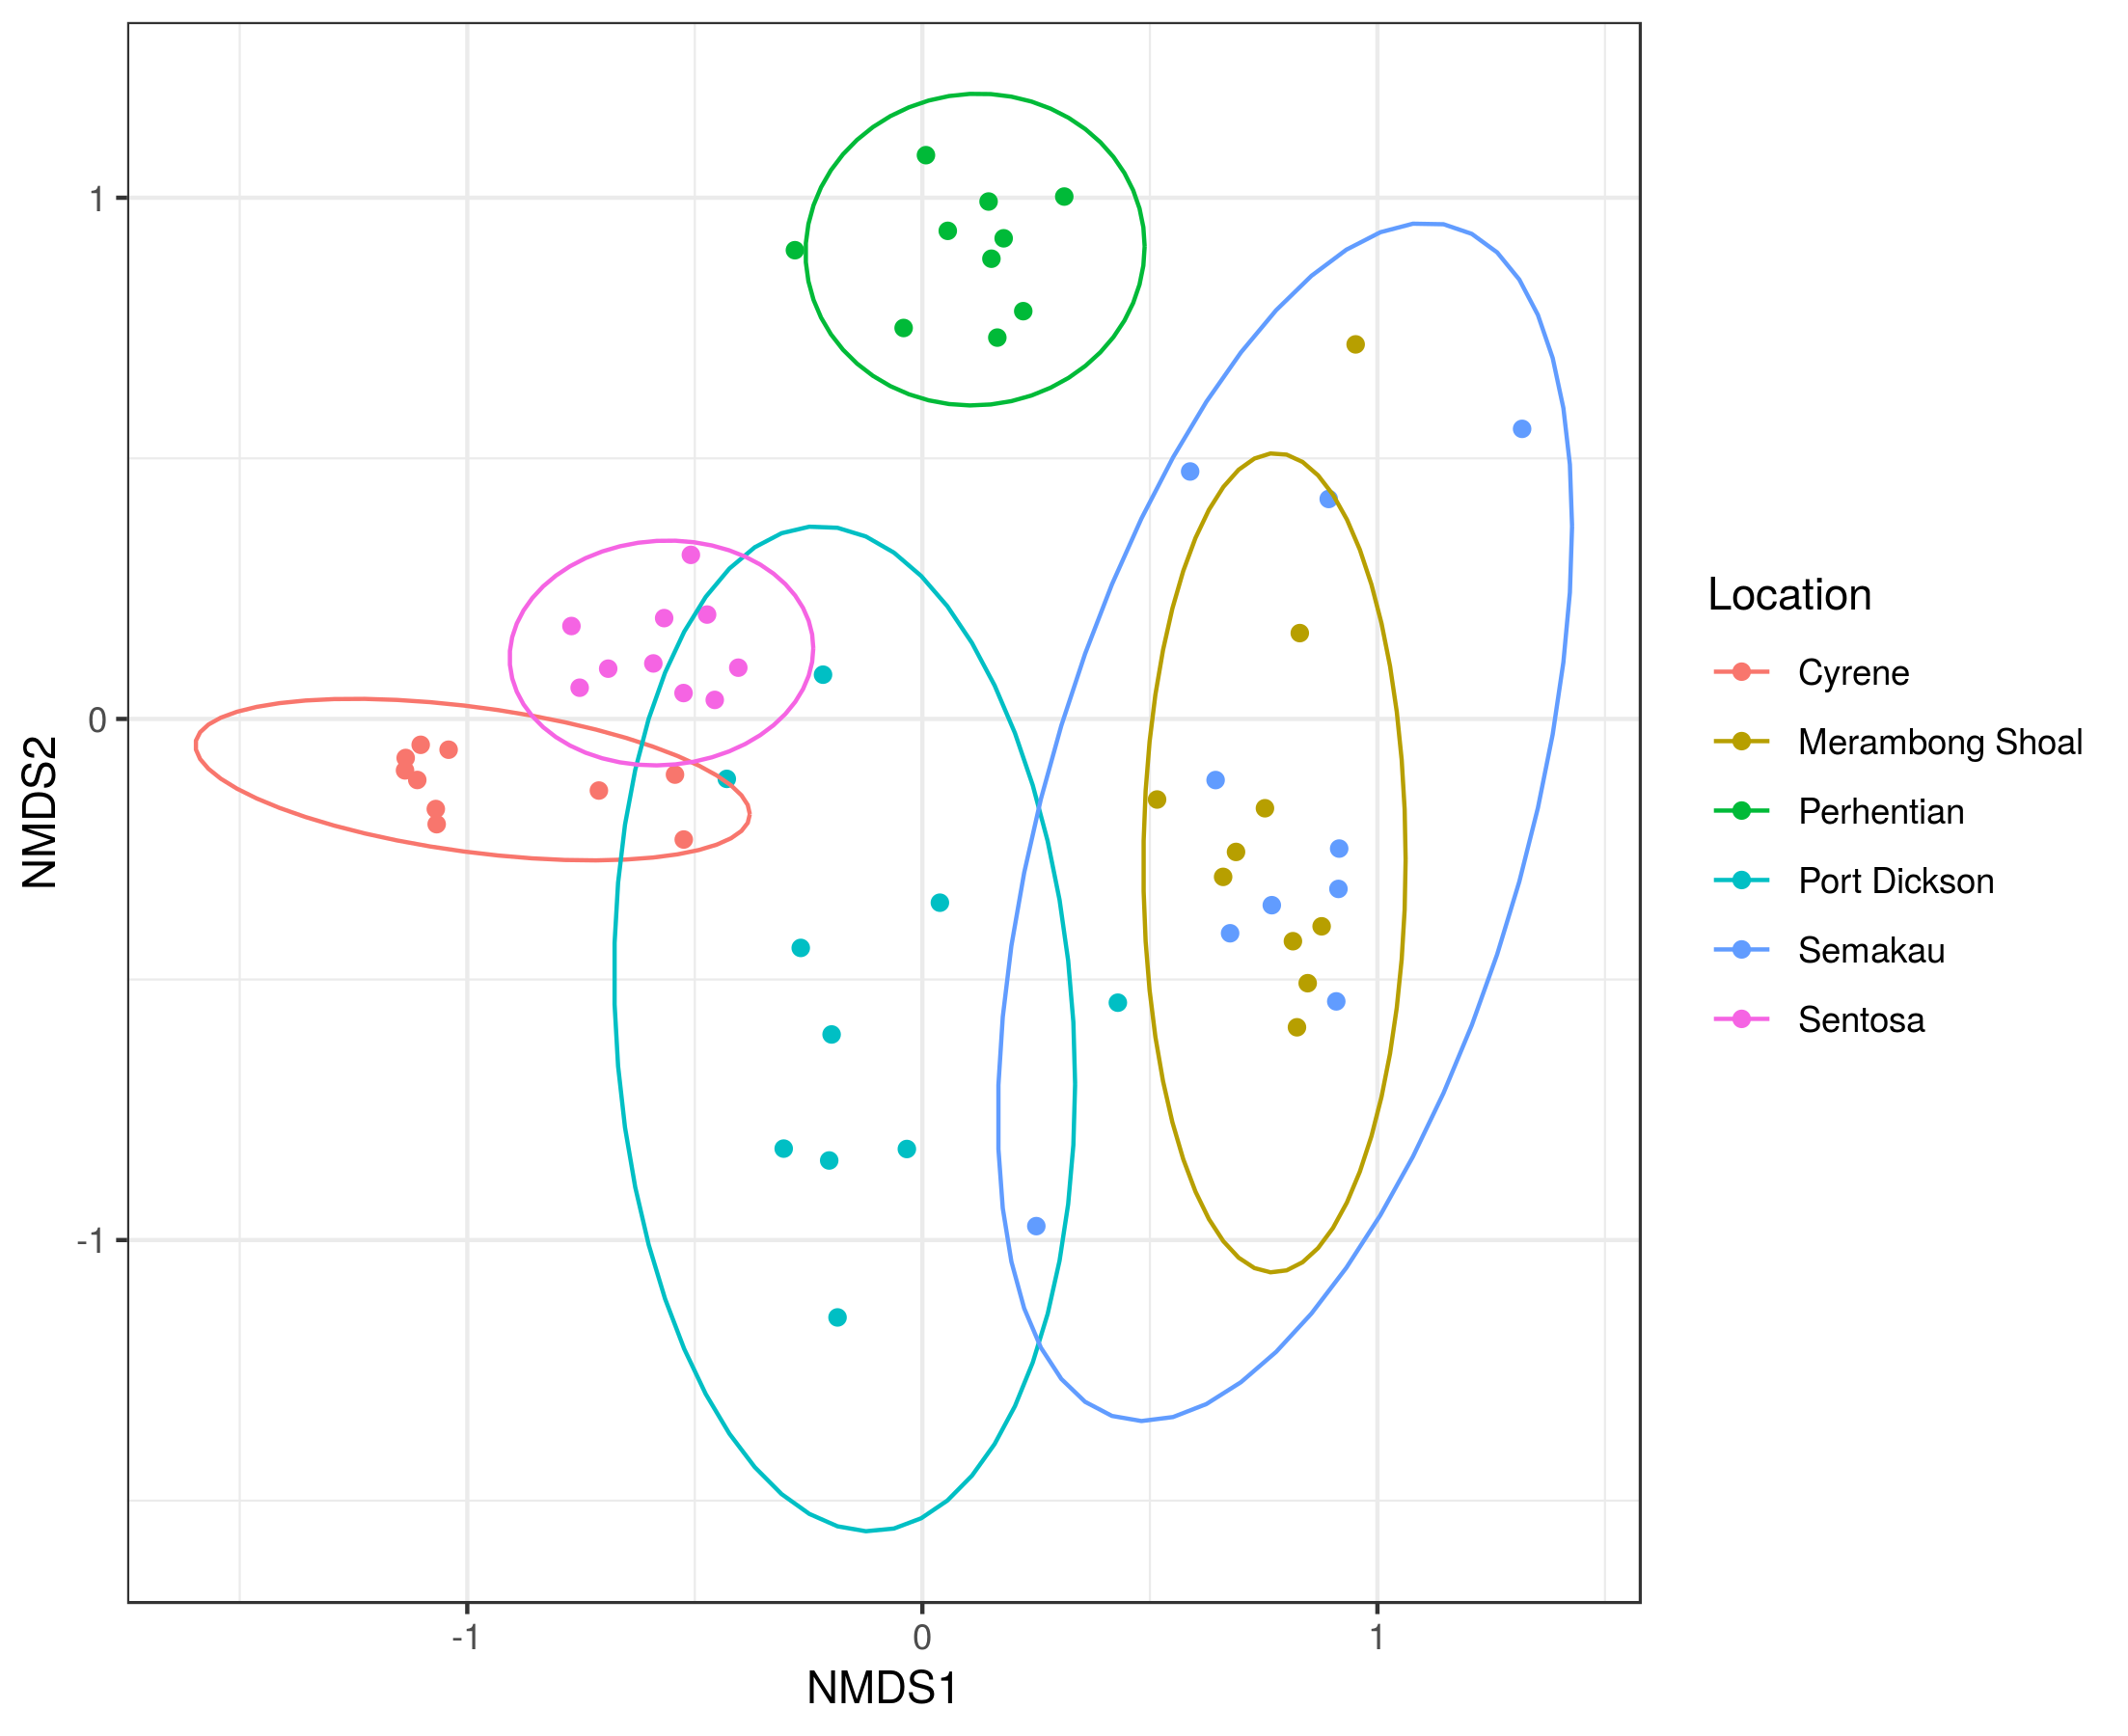 1
0
-1
NMDS2
-1
0
1
NMDS1
Location
Cyrene
Merambong Shoal
Perhentian
Port Dickson
Semakau
Sentosa